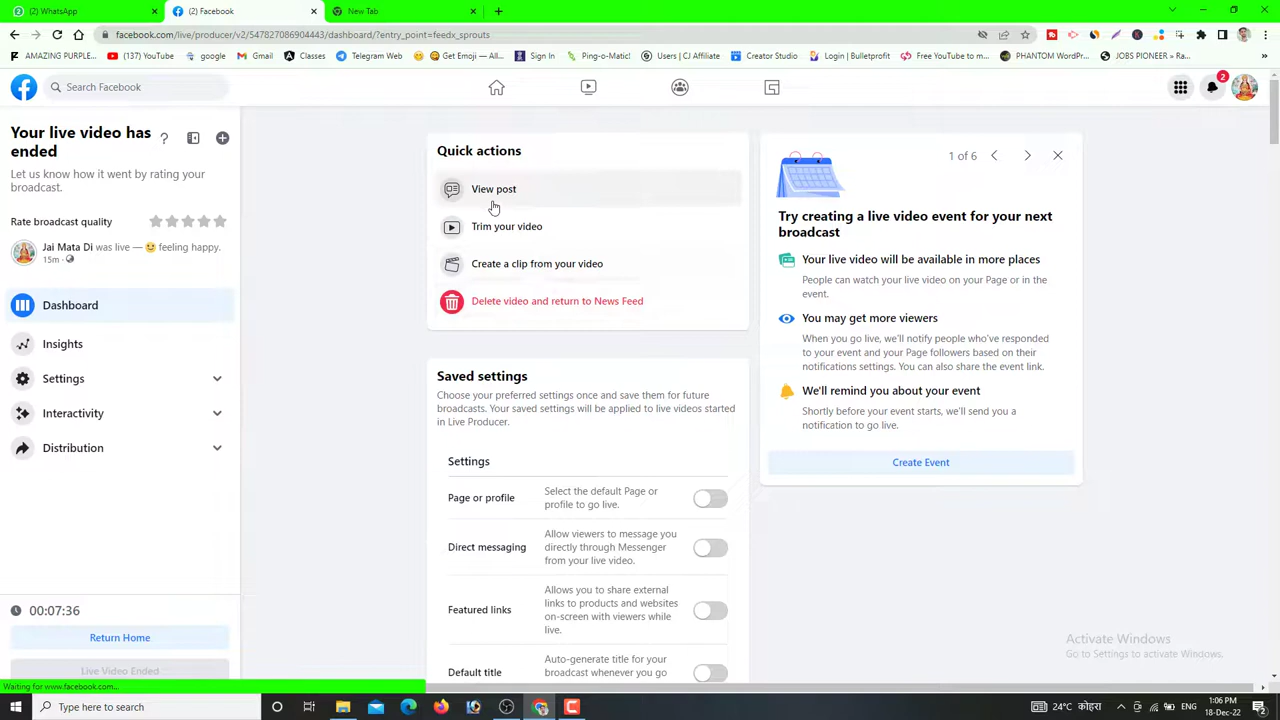 WhatsApp
Facebook
New Tab
facebook.com/live/producer/v2/547827086904443/dashboard/?entry_point=feedx_sprouts
AMAZING PURPLE...
(137) YouTube
google
Gmail
Classes
Telegram Web
Get Emoji — All...
Sign In
Ping-o-Matic!
Users | CJ Affiliate
Creator Studio
Login | Bulletprofit
Free YouTube to m...
PHANTOM WordPr...
JOBS PIONEER » Ra...
Search Facebook
2
Your live video has
ended
Let us know how it went by rating your
broadcast.
Rate broadcast quality
Jai Mata Di was live — 🙂 feeling happy.
15m ·
Dashboard
Insights
Settings
Interactivity
Distribution
00:07:36
Return Home
Live Video Ended
Waiting for www.facebook.com...
Quick actions
View post
Trim your video
Create a clip from your video
Delete video and return to News Feed
Saved settings
Choose your preferred settings once and save them for future
broadcasts. Your saved settings will be applied to live videos started
in Live Producer.
Settings
Page or profile
Select the default Page or
profile to go live.
Direct messaging
Allow viewers to message you
directly through Messenger
from your live video.
Featured links
Allows you to share external
links to products and websites
on-screen with viewers while
live.
Default title
Auto-generate title for your
broadcast whenever you go
1 of 6
Try creating a live video event for your next
broadcast
Your live video will be available in more places
People can watch your live video on your Page or in the
event.
You may get more viewers
When you go live, we'll notify people who've responded
to your event and your Page followers based on their
notifications settings. You can also share the event link.
We'll remind you about your event
Shortly before your event starts, we'll send you a
notification to go live.
Create Event
Activate Windows
Go to Settings to activate Windows.
Type here to search
24°C कोहरा
ENG
1:06 PM
18-Dec-22